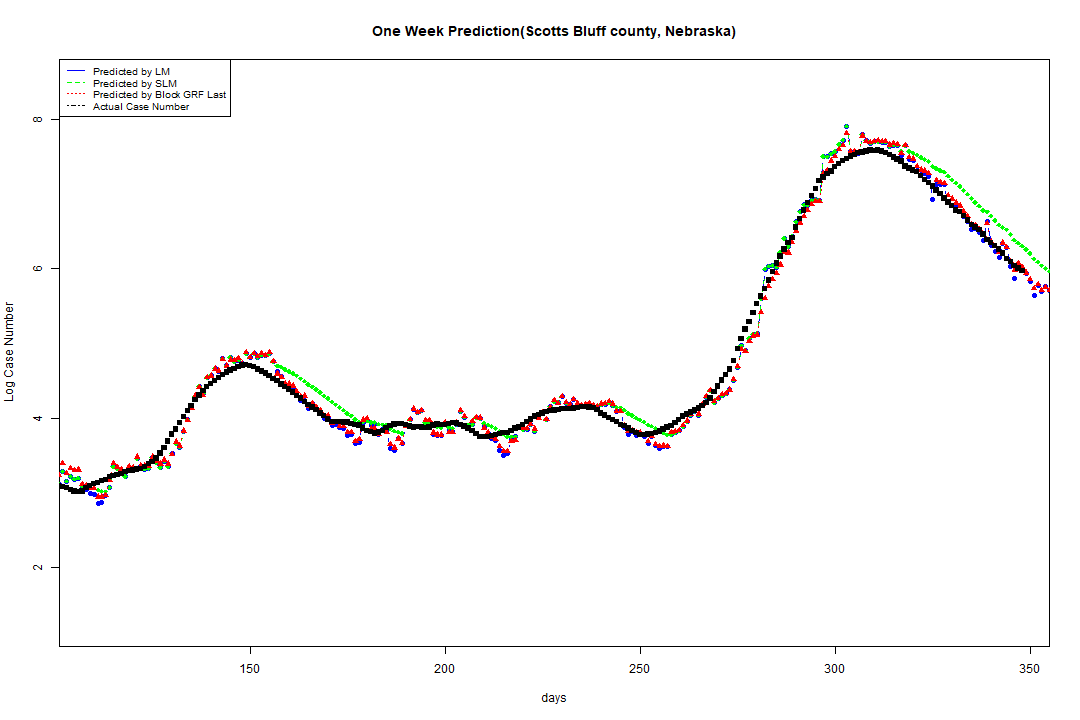 One Week Prediction(Scotts Bluff county, Nebraska)
Predicted by LM
Predicted by SLM
Predicted by Block GRF Last
Actual Case Number
8
6
4
2
Log Case Number
150 200 250 300 350
days